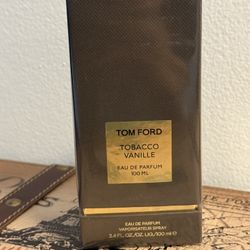 TOM FORD
TOBACCO
VANILLE
EAU DE PARFUM
100 ML
EAU DE PARFUM
VAPORISATEUR SPRAY
3.4 FL.OZ./OZ. LIQ./100 ml ℮